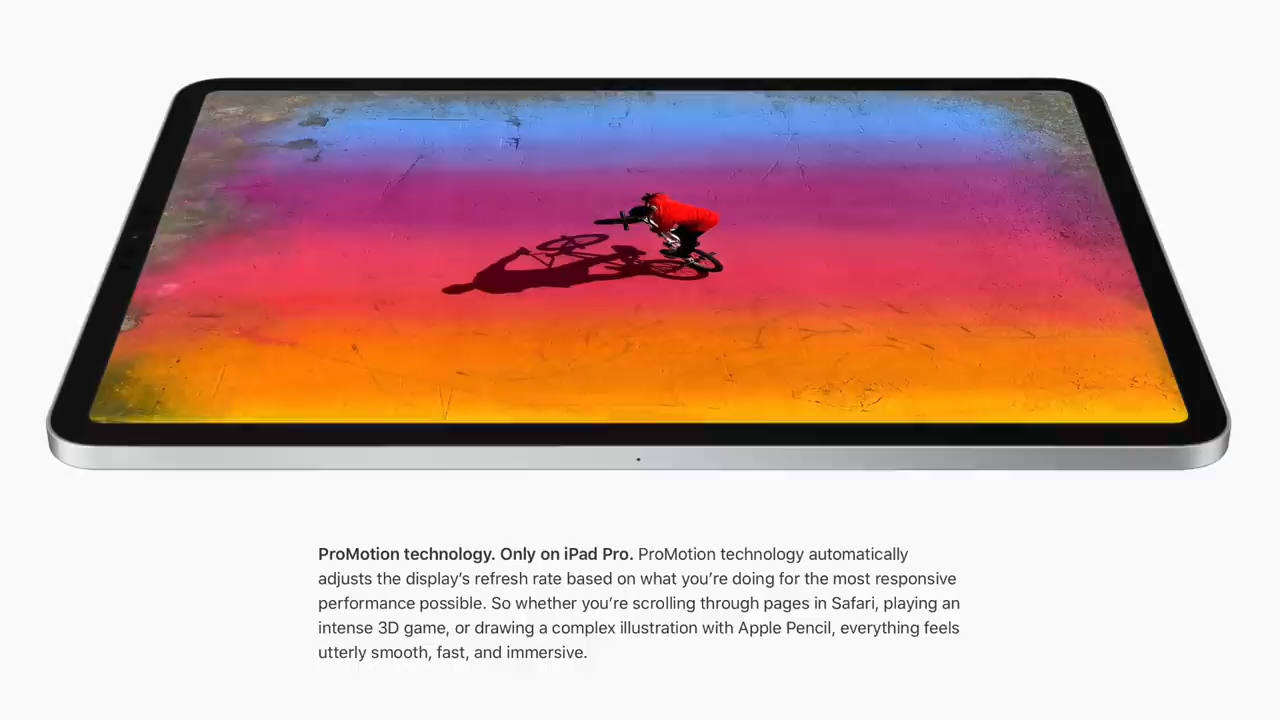 ProMotion technology. Only on iPad Pro. ProMotion technology automatically
adjusts the display’s refresh rate based on what you’re doing for the most responsive
performance possible. So whether you’re scrolling through pages in Safari, playing an
intense 3D game, or drawing a complex illustration with Apple Pencil, everything feels
utterly smooth, fast, and immersive.